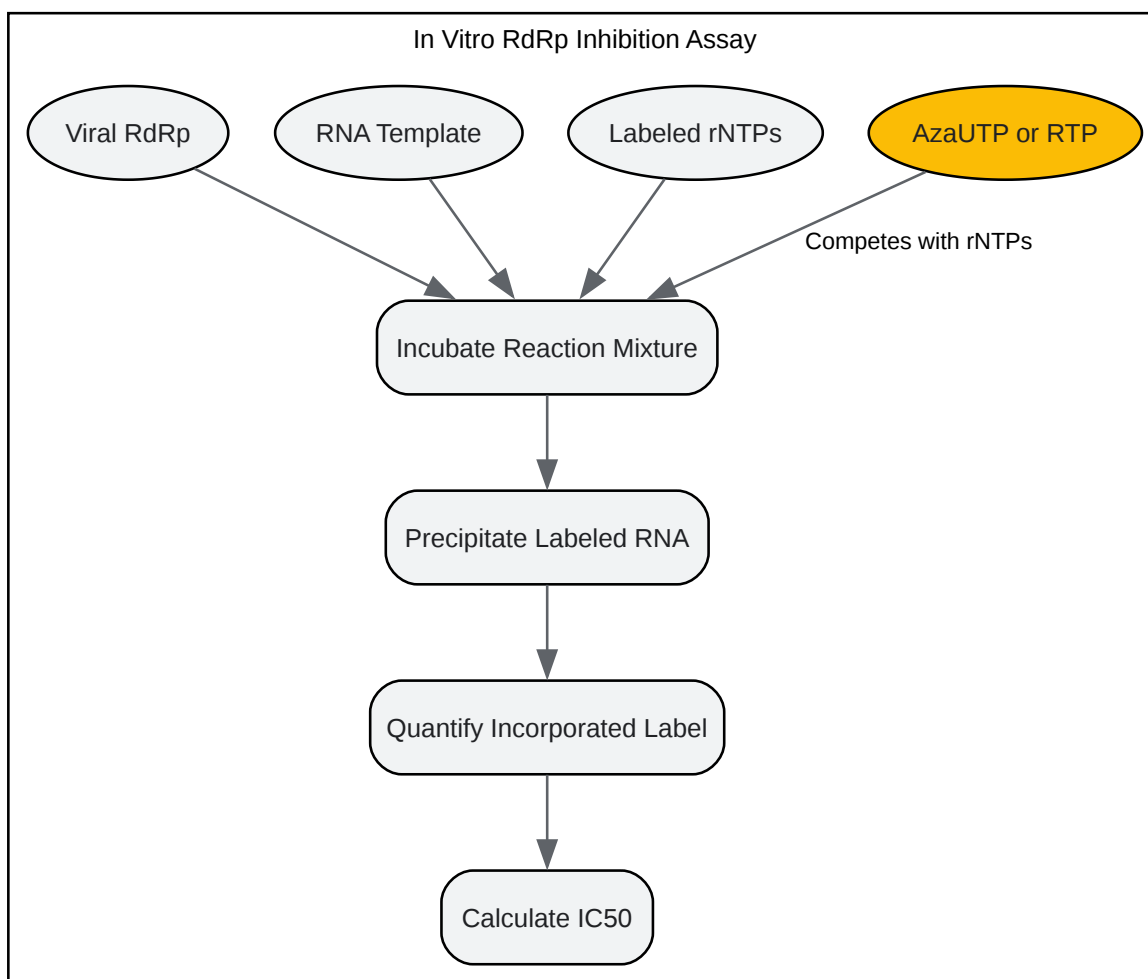 In Vitro RdRp Inhibition Assay
Viral RdRp
RNA Template
Labeled rNTPs
AzaUTP or RTP
Competes with rNTPs
Incubate Reaction Mixture
Precipitate Labeled RNA
Quantify Incorporated Label
Calculate IC50